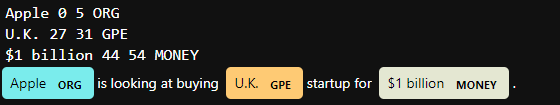 Apple 0 5 ORG
U.K. 27 31 GPE
$1 billion 44 54 MONEY
Apple ORG is looking at buying U.K. GPE startup for $1 billion MONEY .